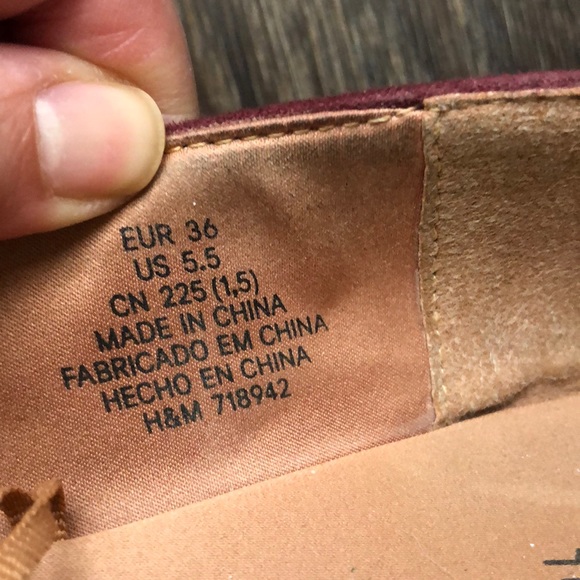 EUR 36
US 5.5
CN 225 (1.5)
MADE IN CHINA
FABRICADO EM CHINA
HECHO EN CHINA
H&M 718942